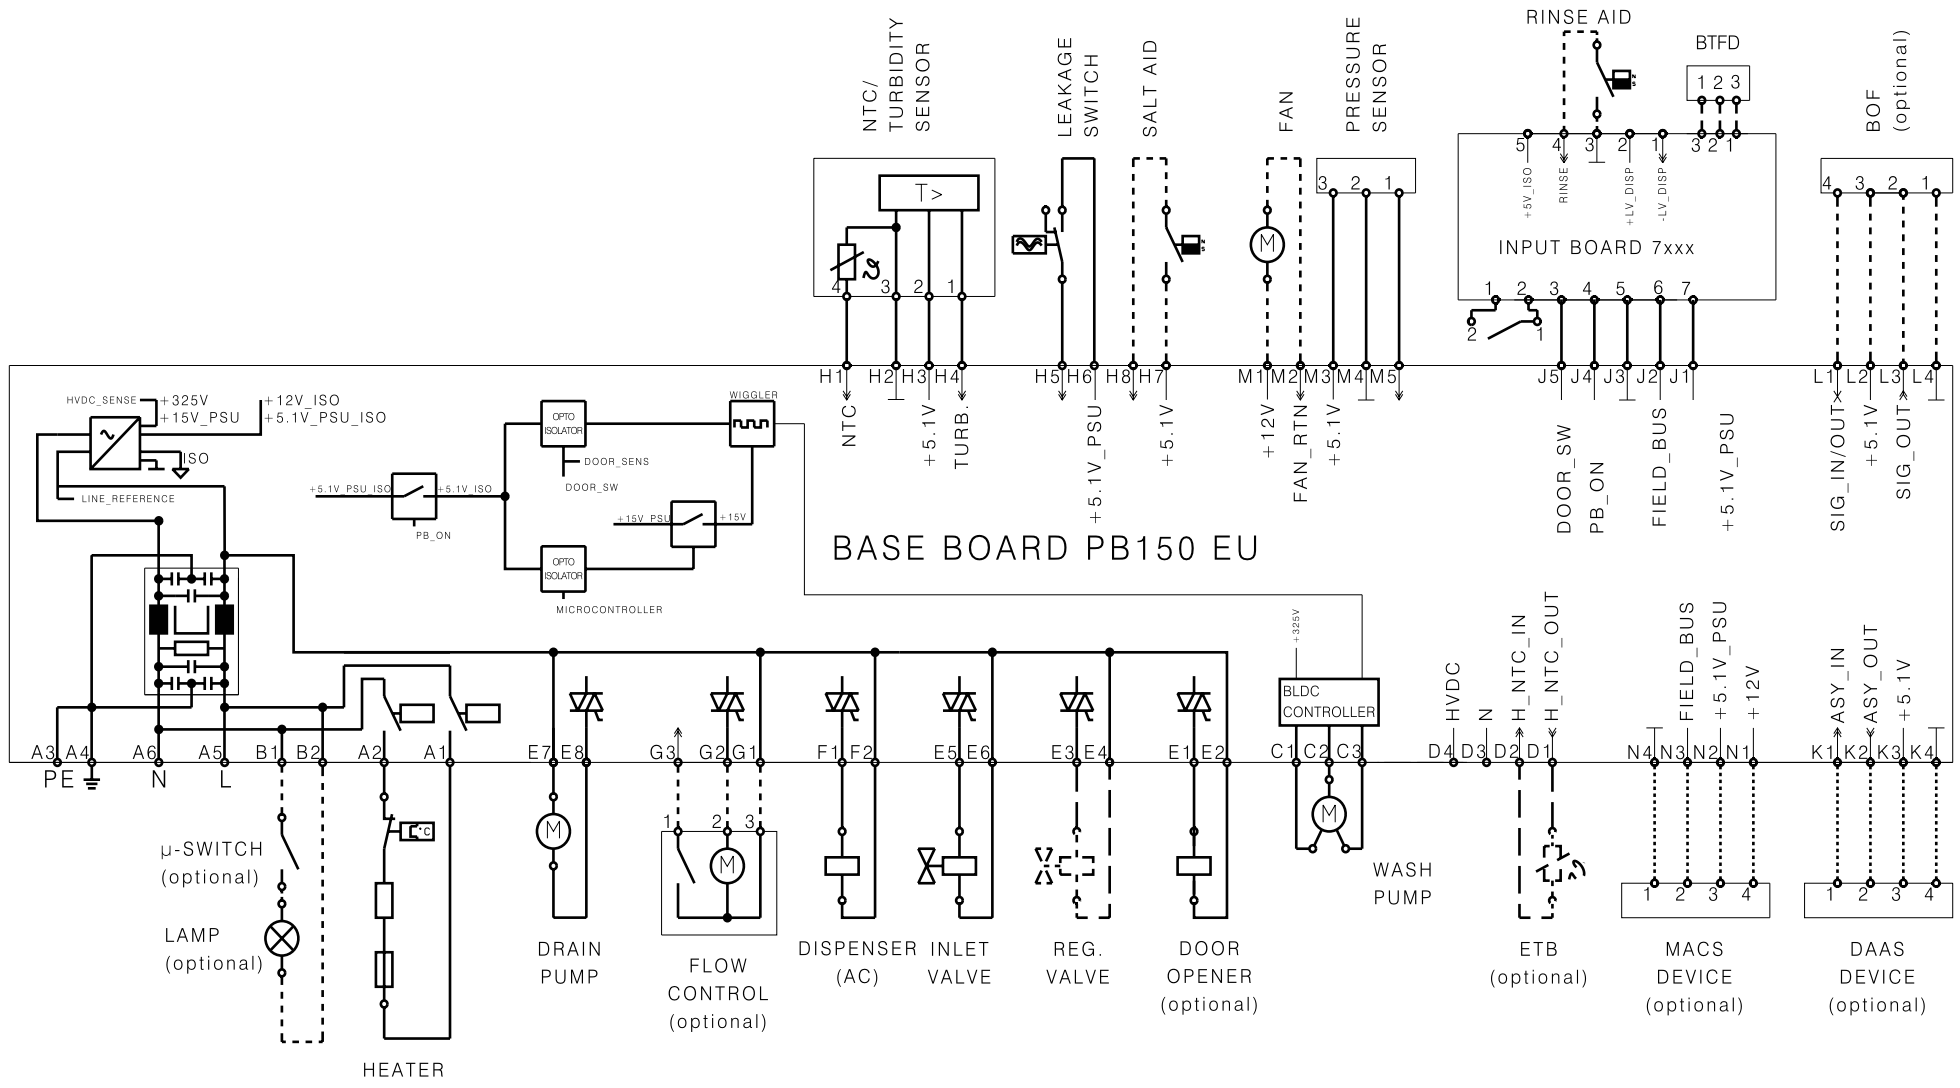 RINSE AID
BTFD
1 2 3
NTC/
TURBIDITY
SENSOR
LEAKAGE
SWITCH
SALT AID
FAN
PRESSURE
SENSOR
BOF
(optional)
T>
4 3 2 1
M
3 2 1
5 4 3 2 1
3 2 1
+5V_ISO
RINSE
+LV_DISP
-LV_DISP
INPUT BOARD 7xxx
1 2 3 4 5 6 7
2 1
4 3 2 1
N
S
N
S
H1 H2 H3 H4 H5 H6 H8 H7 M1 M2 M3 M4 M5 J5 J4 J3 J2 J1 L1 L2 L3 L4
NTC
+5.1V
TURB.
+5.1V_PSU
+5.1V
+12V
FAN_RTN
+5.1V
DOOR_SW
PB_ON
FIELD_BUS
+5.1V_PSU
SIG_IN/OUT
+5.1V
SIG_OUT
HVDC_SENSE
+325V
+15V_PSU
+12V_ISO
+5.1V_PSU_ISO
ISO
LINE_REFERENCE
WIGGLER
OPTO
ISOLATOR
DOOR_SENS
DOOR_SW
+5.1V_PSU_ISO
+5.1V_ISO
PB_ON
+15V_PSU
+15V
OPTO
ISOLATOR
MICROCONTROLLER
BASE BOARD PB150 EU
+325V
BLDC
CONTROLLER
HVDC
N
H_NTC_IN
H_NTC_OUT
FIELD_BUS
+5.1V_PSU
+12V
ASY_IN
ASY_OUT
+5.1V
A3 A4 A6 A5 B1 B2 A2 A1 E7 E8 G3 G2 G1 F1 F2 E5 E6 E3 E4 E1 E2 C1 C2 C3 D4 D3 D2 D1 N4 N3 N2 N1 K1 K2 K3 K4
PE
N
L
°C
M
1 2 3
M
M
1 2 3 4
1 2 3 4
µ-SWITCH
(optional)
LAMP
(optional)
HEATER
DRAIN
PUMP
FLOW
CONTROL
(optional)
DISPENSER
(AC)
INLET
VALVE
REG.
VALVE
DOOR
OPENER
(optional)
WASH
PUMP
ETB
(optional)
MACS
DEVICE
(optional)
DAAS
DEVICE
(optional)